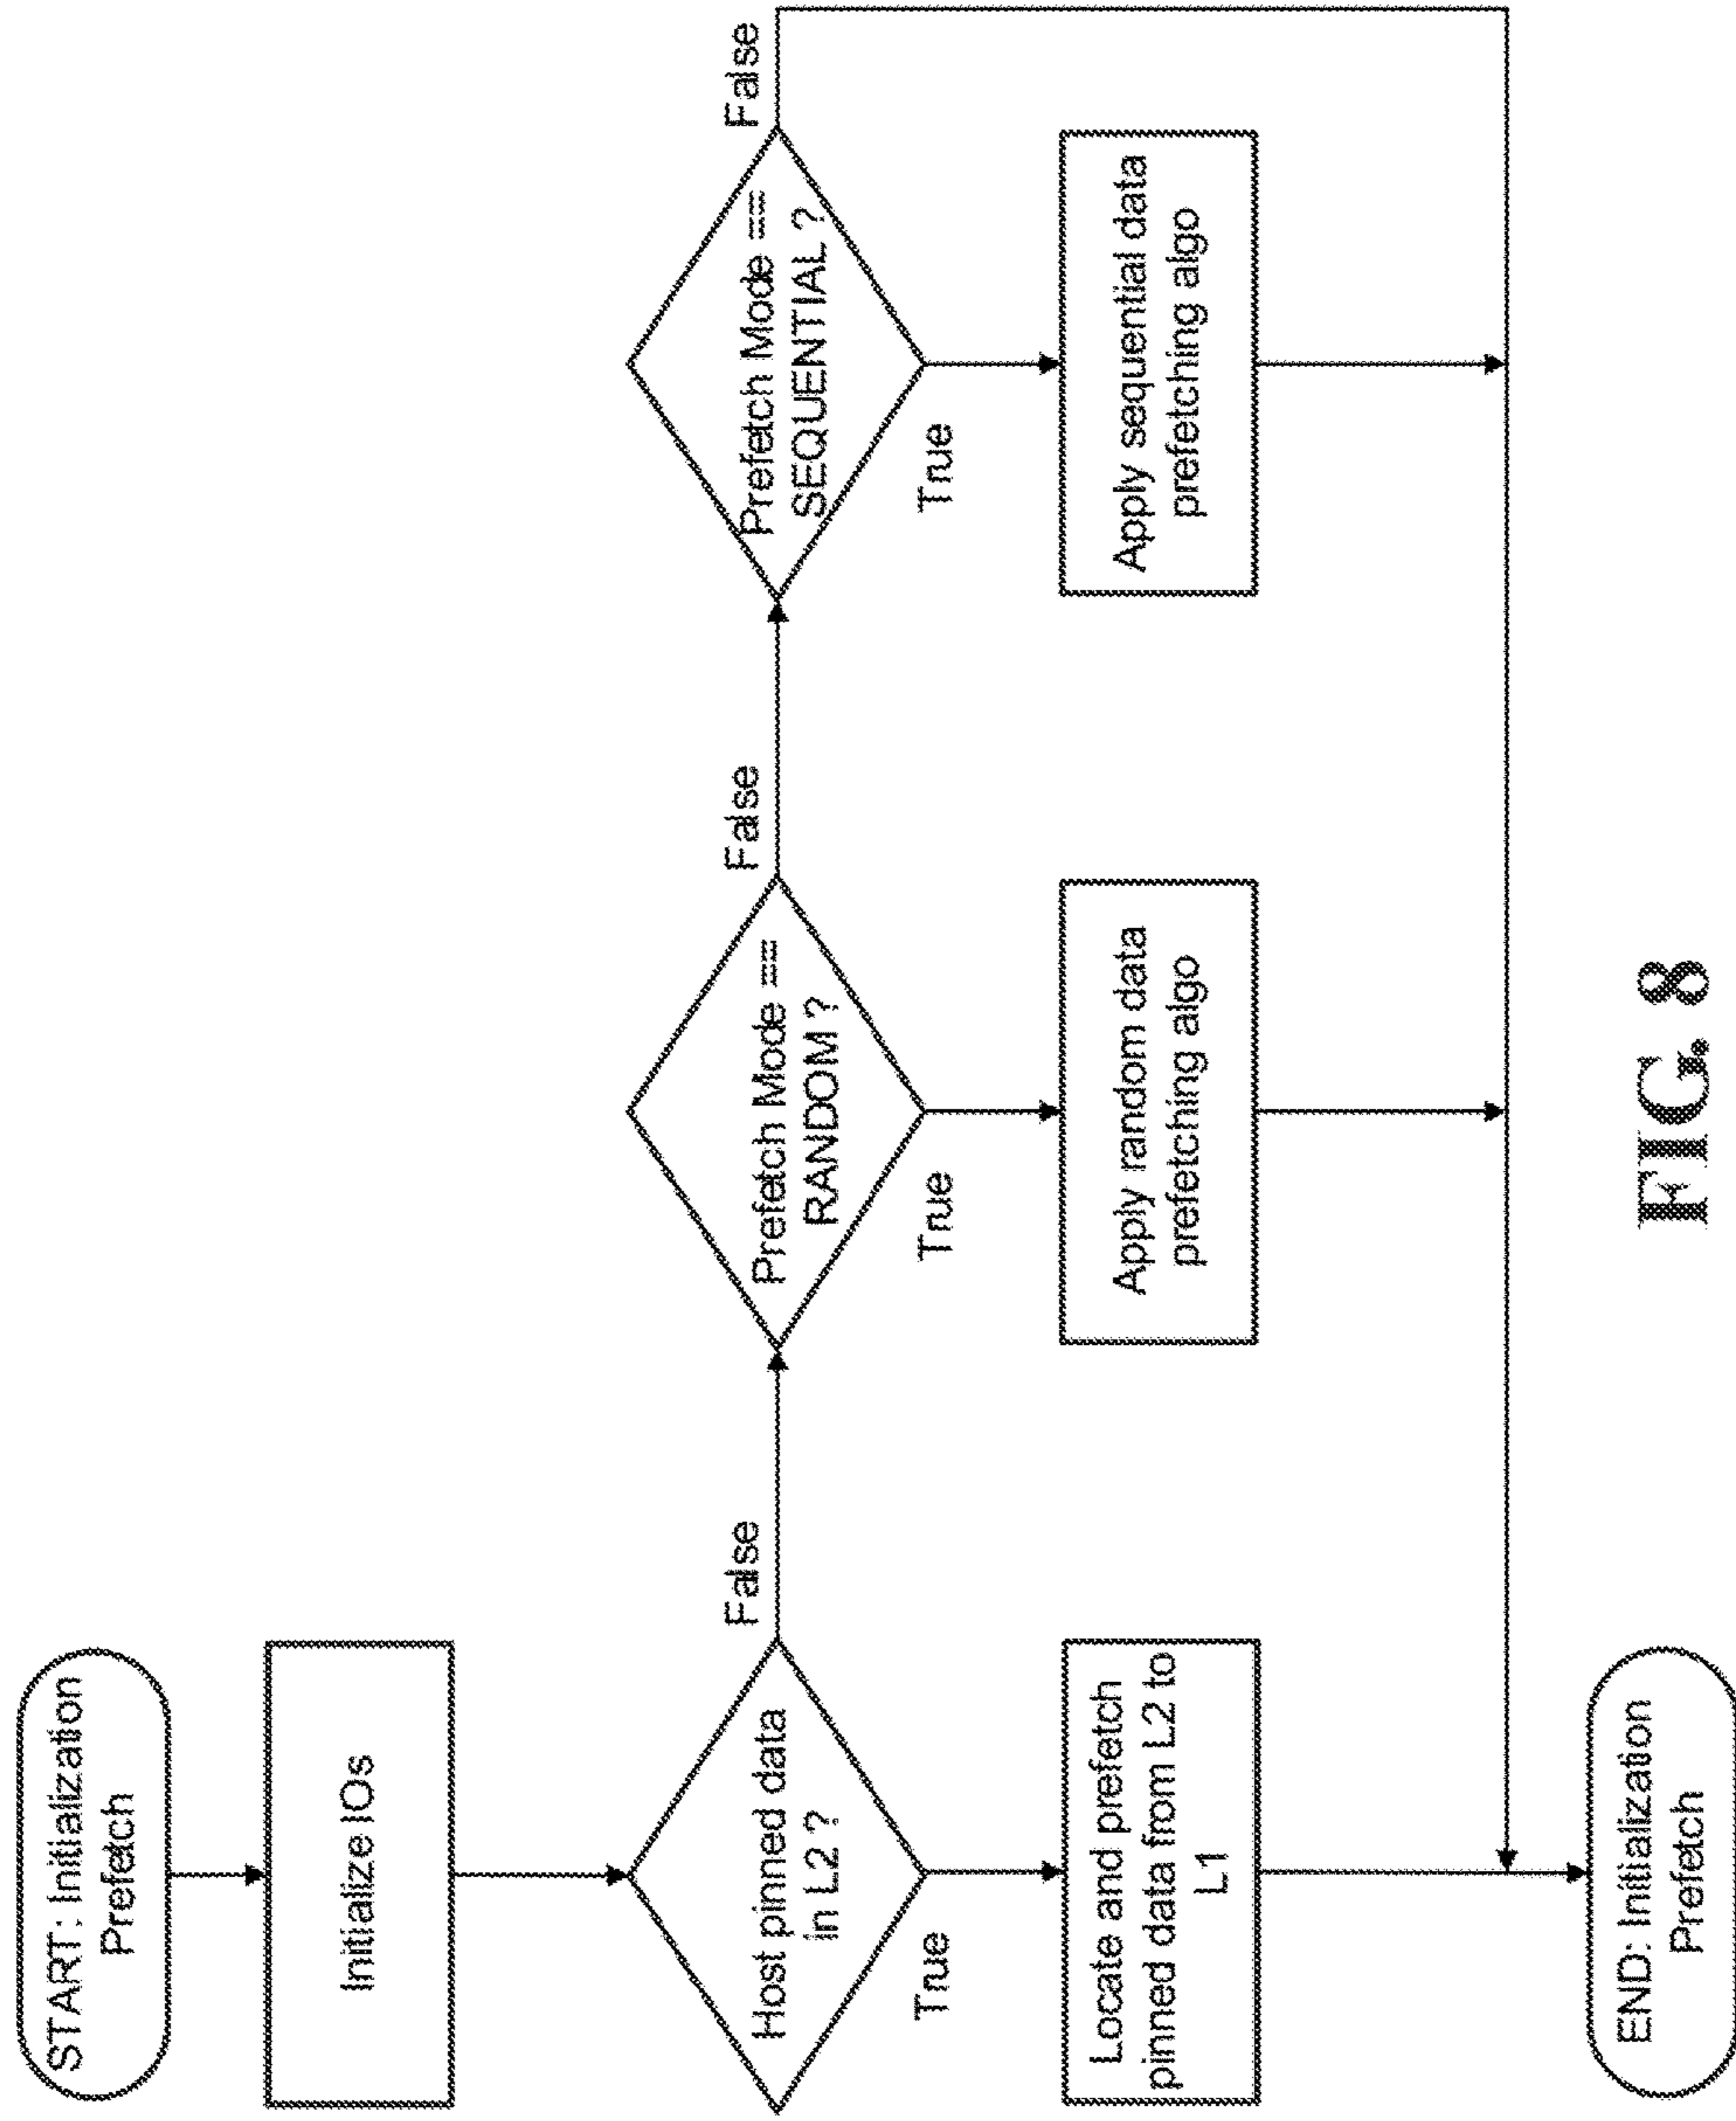 START: Initialization
Prefetch
Initialize IOs
Host pinned data
in L2 ?
False
True
Locate and prefetch
pinned data from L2 to
L1
Prefetch Mode ==
RANDOM ?
False
True
Apply random data
prefetching algo
Prefetch Mode ==
SEQUENTIAL ?
False
True
Apply sequential data
prefetching algo
END: Initialization
Prefetch
FIG. 8